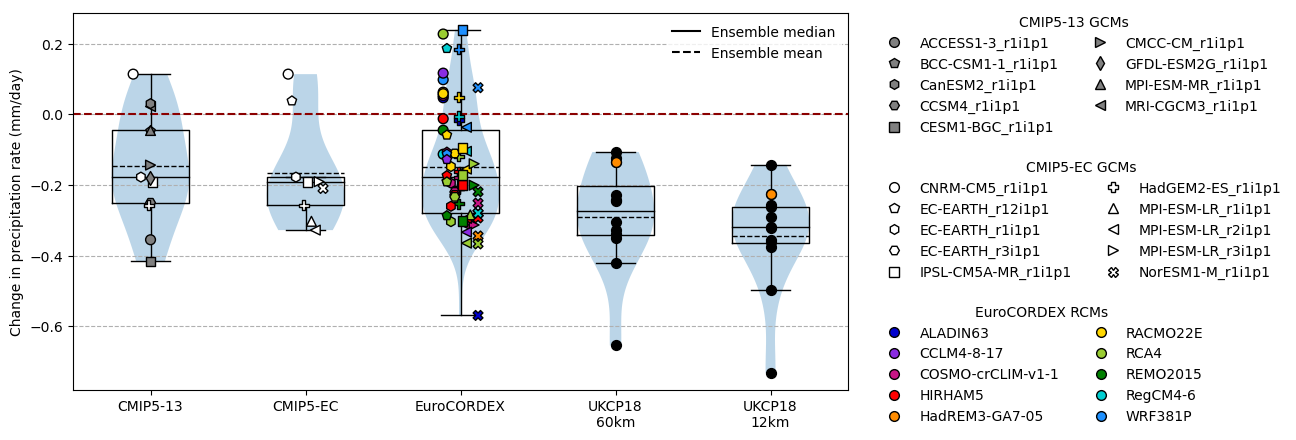 Change in precipitation rate (mm/day)
0.2
0.0
−0.2
−0.4
−0.6
Ensemble median
Ensemble mean
CMIP5-13
CMIP5-EC
EuroCORDEX
UKCP18
60km
UKCP18
12km
CMIP5-13 GCMs
ACCESS1-3_r1i1p1
BCC-CSM1-1_r1i1p1
CanESM2_r1i1p1
CCSM4_r1i1p1
CESM1-BGC_r1i1p1
CMCC-CM_r1i1p1
GFDL-ESM2G_r1i1p1
MPI-ESM-MR_r1i1p1
MRI-CGCM3_r1i1p1
CMIP5-EC GCMs
CNRM-CM5_r1i1p1
EC-EARTH_r12i1p1
EC-EARTH_r1i1p1
EC-EARTH_r3i1p1
IPSL-CM5A-MR_r1i1p1
HadGEM2-ES_r1i1p1
MPI-ESM-LR_r1i1p1
MPI-ESM-LR_r2i1p1
MPI-ESM-LR_r3i1p1
NorESM1-M_r1i1p1
EuroCORDEX RCMs
ALADIN63
CCLM4-8-17
COSMO-crCLIM-v1-1
HIRHAM5
HadREM3-GA7-05
RACMO22E
RCA4
REMO2015
RegCM4-6
WRF381P